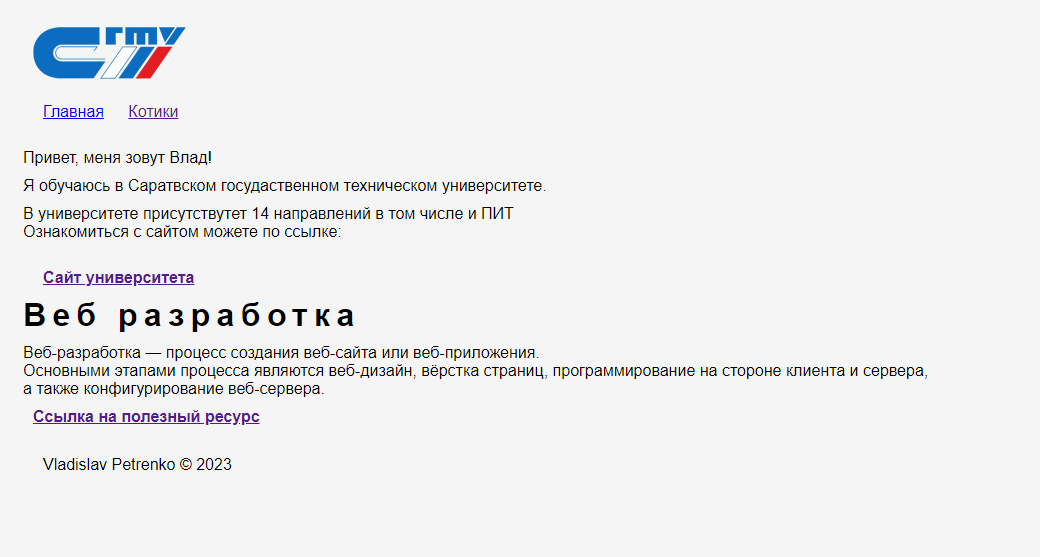 СГТУ
Главная Котики
Привет, меня зовут Влад!
Я обучаюсь в Саратвском госудаственном техническом университете.
В университете присутствутет 14 направлений в том числе и ПИТ
Ознакомиться с сайтом можете по ссылке:
Сайт университета
Веб разработка
Веб-разработка — процесс создания веб-сайта или веб-приложения.
Основными этапами процесса являются веб-дизайн, вёрстка страниц, программирование на стороне клиента и сервера,
а также конфигурирование веб-сервера.
Ссылка на полезный ресурс
Vladislav Petrenko © 2023